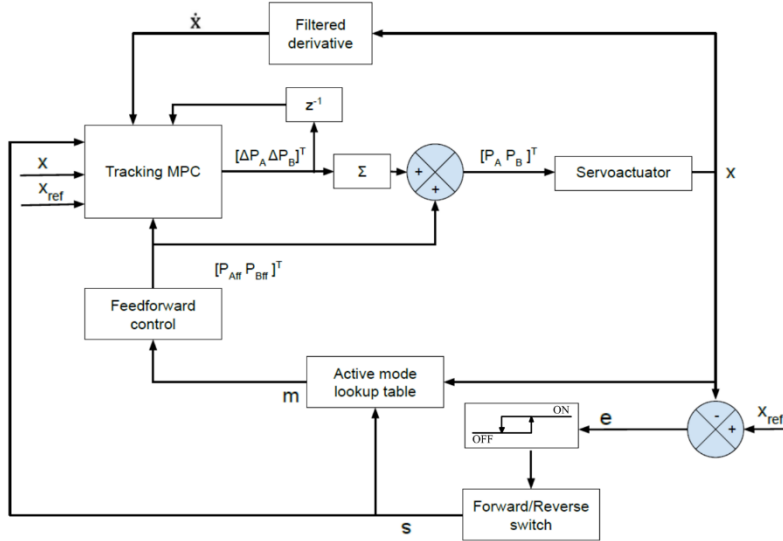 ẋ
Filtered
derivative
z⁻¹
[ΔP_A ΔP_B]ᵀ
[P_A P_B ]ᵀ
Tracking MPC
Σ
+
+
Servoactuator
x
x
x_ref
[P_Aff P_Bff ]ᵀ
Feedforward
control
Active mode
lookup table
m
ON
OFF
e
-
+
x_ref
Forward/Reverse
switch
s